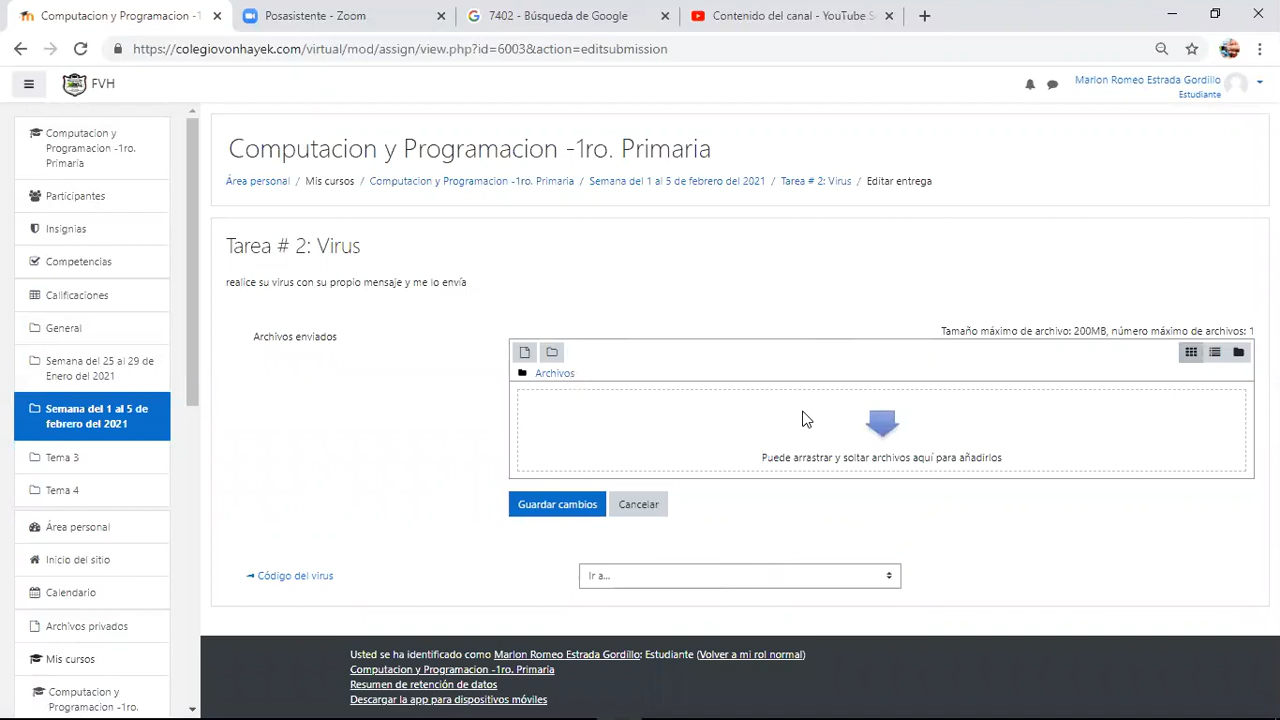 Computacion y Programacion -1
Posasistente - Zoom
7402 - Búsqueda de Google
Contenido del canal - YouTube S
https://colegiovonhayek.com/virtual/mod/assign/view.php?id=6003&action=editsubmission
FVH
Marlon Romeo Estrada Gordillo
Estudiante
Computacion y
Programacion -1ro.
Primaria
Participantes
Insignias
Competencias
Calificaciones
General
Semana del 25 al 29 de
Enero del 2021
Semana del 1 al 5 de
febrero del 2021
Tema 3
Tema 4
Área personal
Inicio del sitio
Calendario
Archivos privados
Mis cursos
Computacion y
Programacion -1ro.
Computacion y Programacion -1ro. Primaria
Área personal / Mis cursos / Computacion y Programacion -1ro. Primaria / Semana del 1 al 5 de febrero del 2021 / Tarea # 2: Virus / Editar entrega
Tarea # 2: Virus
realice su virus con su propio mensaje y me lo envía
Archivos enviados
Tamaño máximo de archivo: 200MB, número máximo de archivos: 1
Archivos
Puede arrastrar y soltar archivos aquí para añadirlos
Guardar cambios
Cancelar
Código del virus
Ir a...
Usted se ha identificado como Marlon Romeo Estrada Gordillo: Estudiante (Volver a mi rol normal)
Computacion y Programacion -1ro. Primaria
Resumen de retención de datos
Descargar la app para dispositivos móviles